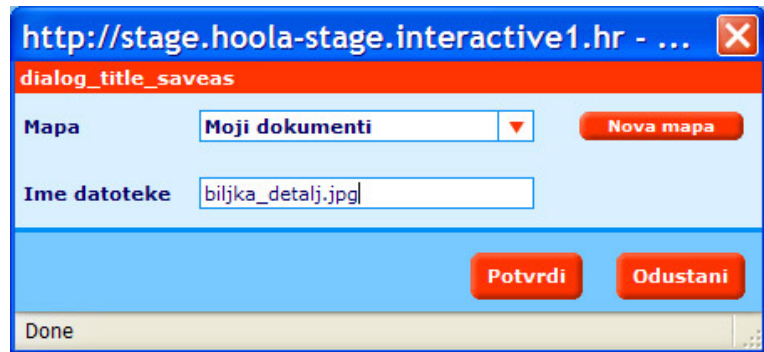 http://stage.hoola-stage.interactive1.hr - ...
dialog_title_saveas
Mapa Moji dokumenti Nova mapa
Ime datoteke biljka_detalj.jpg
Potvrdi Odustani
Done